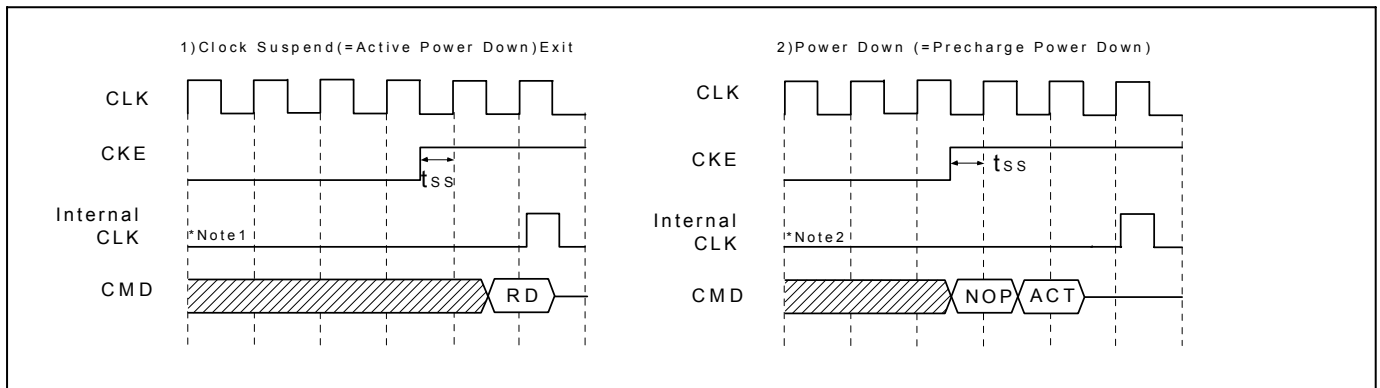 1)Clock Suspend(=Active Power Down)Exit
CLK
CKE
tss
Internal
CLK
*Note1
CMD
RD
2)Power Down (=Precharge Power Down)
CLK
CKE
tss
Internal
CLK
*Note2
CMD
NOP
ACT